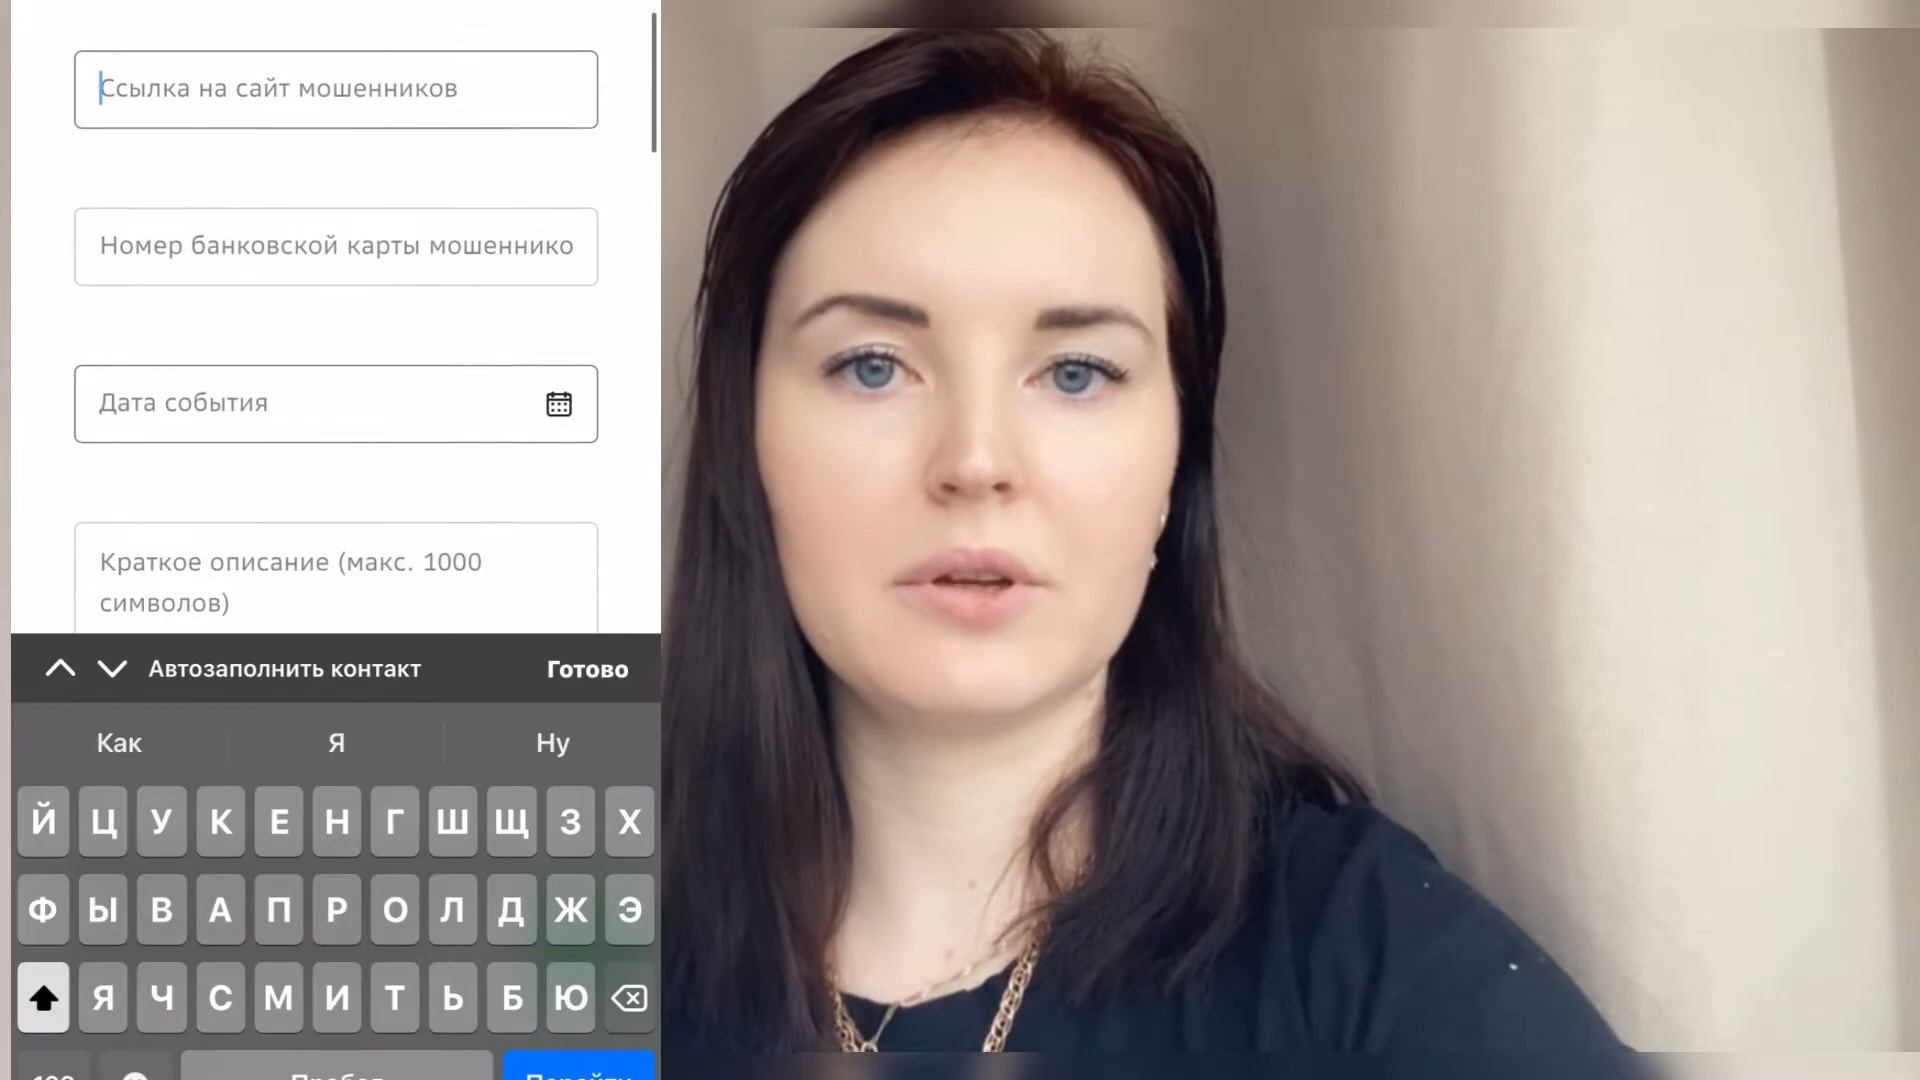 Ссылка на сайт мошенников
Номер банковской карты мошеннико
Дата события
Краткое описание (макс. 1000
символов)
Автозаполнить контакт Готово
Как Я Ну
Й Ц У К Е Н Г Ш Щ З Х
Ф Ы В А П Р О Л Д Ж Э
Я Ч С М И Т Ь Б Ю